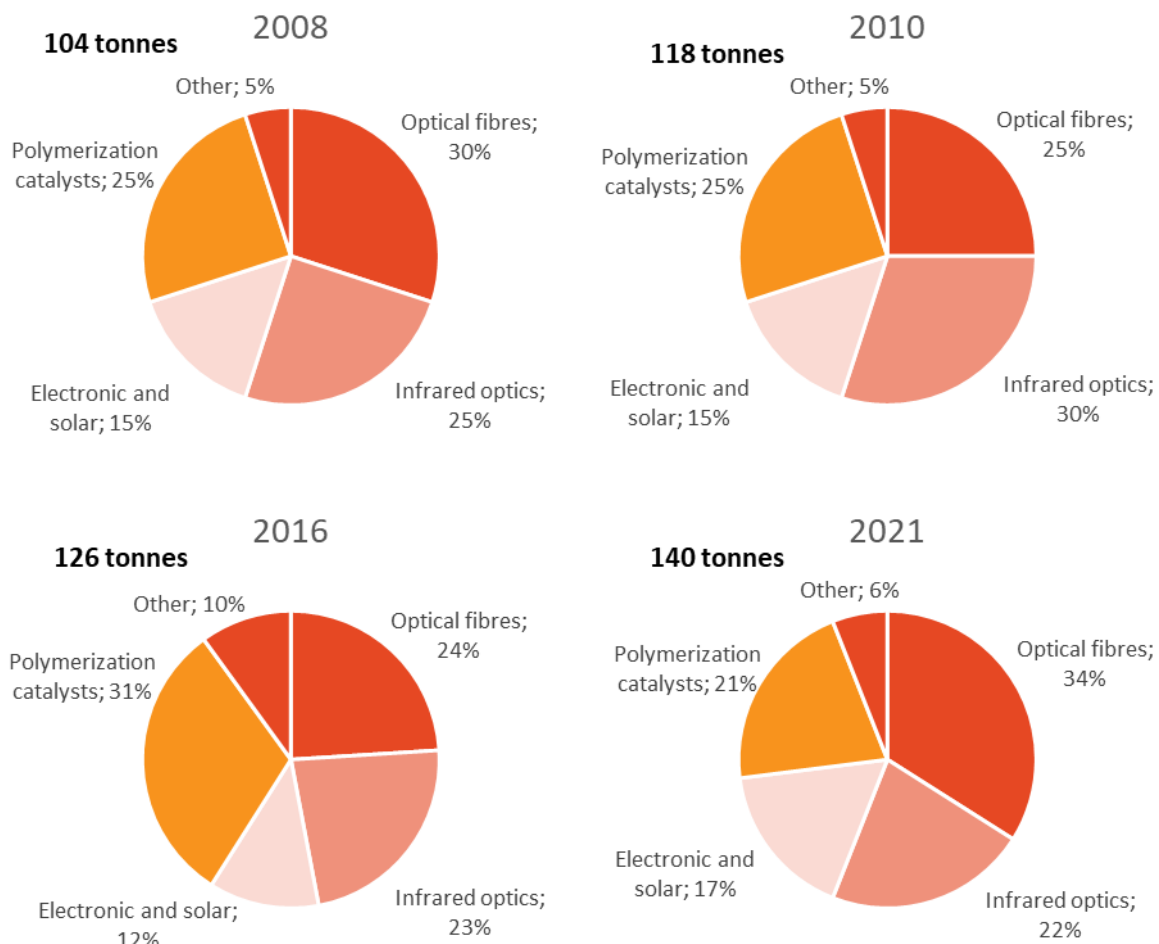 2008
104 tonnes
Other; 5%
Optical fibres;
30%
Polymerization
catalysts; 25%
Electronic and
solar; 15%
Infrared optics;
25%
2010
118 tonnes
Other; 5%
Optical fibres;
25%
Polymerization
catalysts; 25%
Electronic and
solar; 15%
Infrared optics;
30%
2016
126 tonnes
Other; 10%
Optical fibres;
24%
Polymerization
catalysts; 31%
Electronic and solar;
12%
Infrared optics;
23%
2021
140 tonnes
Other; 6%
Optical fibres;
34%
Polymerization
catalysts; 21%
Electronic and
solar; 17%
Infrared optics;
22%